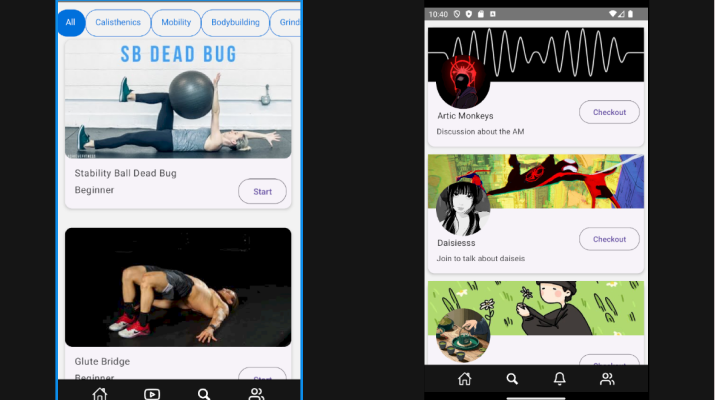 All Calisthenics Mobility Bodybuilding Grind
SB DEAD BUG
Stability Ball Dead Bug
Beginner
Start
Glute Bridge
Beginner
Start
10:40
Artic Monkeys
Checkout
Discussion about the AM
Daisiesss
Checkout
Join to talk about daiseis
Checkout